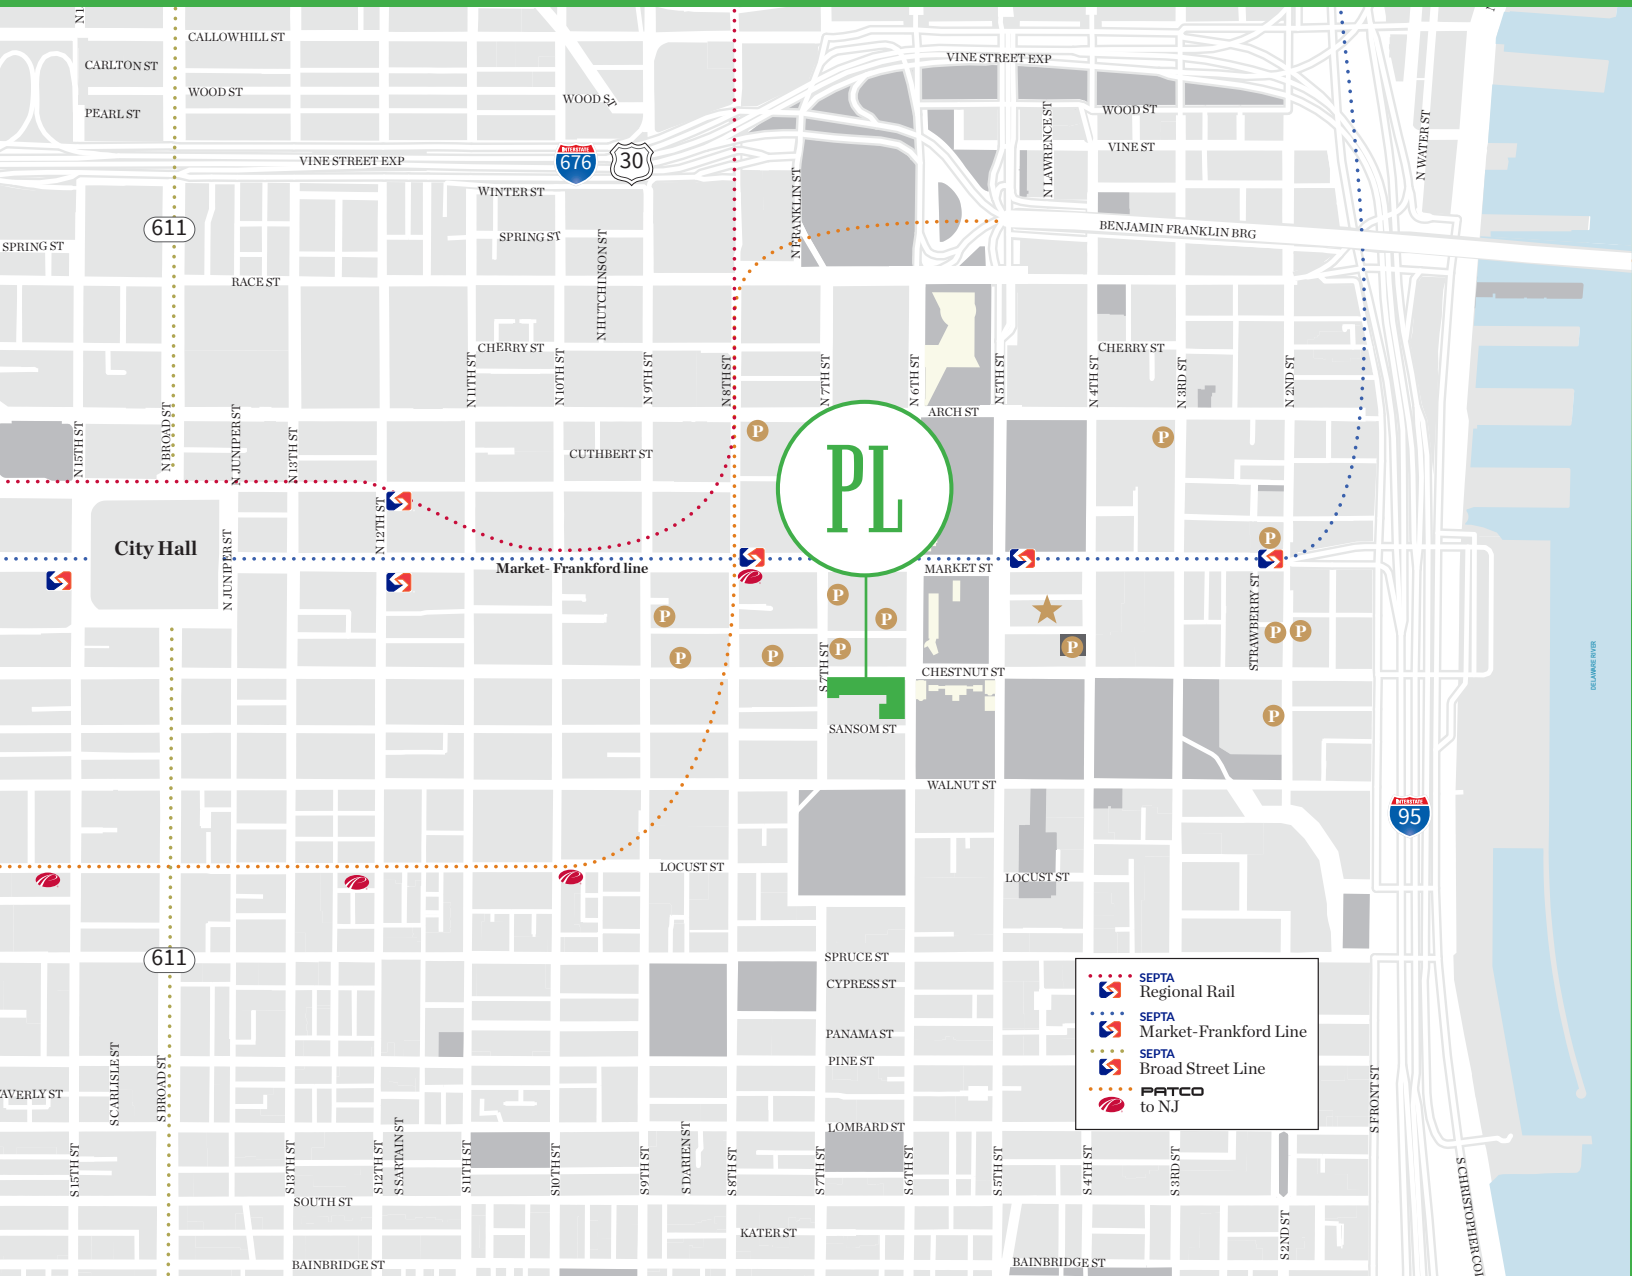 N 1
CALLOWHILL ST
CARLTON ST
WOOD ST
PEARL ST
WOOD ST
VINE STREET EXP
WOOD ST
N LAWRENCE ST
VINE ST
N WATER ST
VINE STREET EXP
INTERSTATE
676
30
WINTER ST
N FRANKLIN ST
611
SPRING ST
SPRING ST
N HUTCHINSON ST
BENJAMIN FRANKLIN BRG
RACE ST
CHERRY ST
CHERRY ST
N 11TH ST
N 10TH ST
N 9TH ST
N 8TH ST
N 7TH ST
N 6TH ST
N 5TH ST
N 4TH ST
N 3RD ST
N 2ND ST
ARCH ST
N 15TH ST
N BROAD ST
N JUNIPER ST
N 13TH ST
CUTHBERT ST
P
P
PL
N 12TH ST
City Hall
N JUNIPER ST
Market- Frankford line
MARKET ST
P
STRAWBERRY ST
P
P
P
P
P
P
P
P
P
P
S 7TH ST
CHESTNUT ST
DELAWARE RIVER
P
SANSOM ST
WALNUT ST
INTERSTATE
95
LOCUST ST
LOCUST ST
611
SPRUCE ST
CYPRESS ST
PANAMA ST
PINE ST
SEPTA
Regional Rail
SEPTA
Market-Frankford Line
SEPTA
Broad Street Line
PATCO
to NJ
AVERLY ST
S CARLISLE ST
S BROAD ST
S FRONT ST
LOMBARD ST
S 15TH ST
S 13TH ST
S 12TH ST
S SARTAIN ST
S 11TH ST
S 10TH ST
S 9TH ST
S DARIEN ST
S 8TH ST
S 7TH ST
S 6TH ST
S 5TH ST
S 4TH ST
S 3RD ST
S 2ND ST
S CHRISTOPHER COL
SOUTH ST
KATER ST
BAINBRIDGE ST
BAINBRIDGE ST